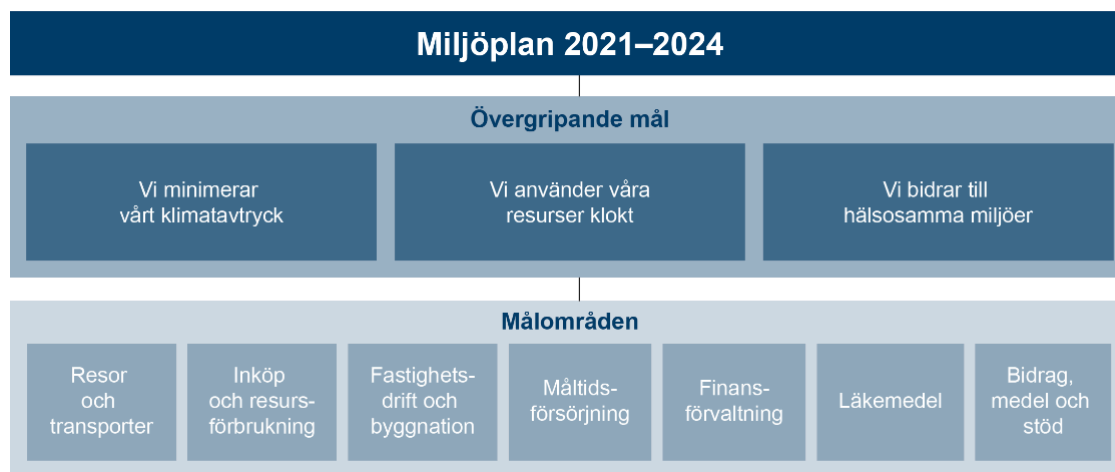 Miljöplan 2021–2024
Övergripande mål
Vi minimerar
vårt klimatavtryck
Vi använder våra
resurser klokt
Vi bidrar till
hälsosamma miljöer
Målområden
Resor
och
transporter
Inköp
och resurs-
förbrukning
Fastighets-
drift och
byggnation
Måltids-
försörjning
Finans-
förvaltning
Läkemedel
Bidrag,
medel och
stöd